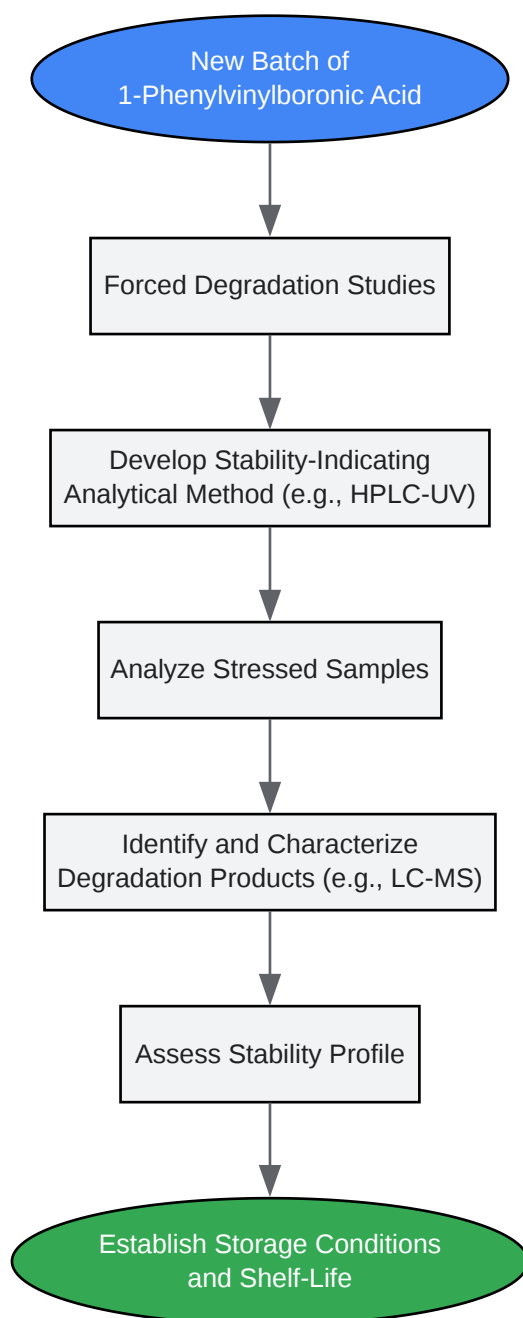 New Batch of
1-Phenylvinylboronic Acid
Forced Degradation Studies
Develop Stability-Indicating
Analytical Method (e.g., HPLC-UV)
Analyze Stressed Samples
Identify and Characterize
Degradation Products (e.g., LC-MS)
Assess Stability Profile
Establish Storage Conditions
and Shelf-Life